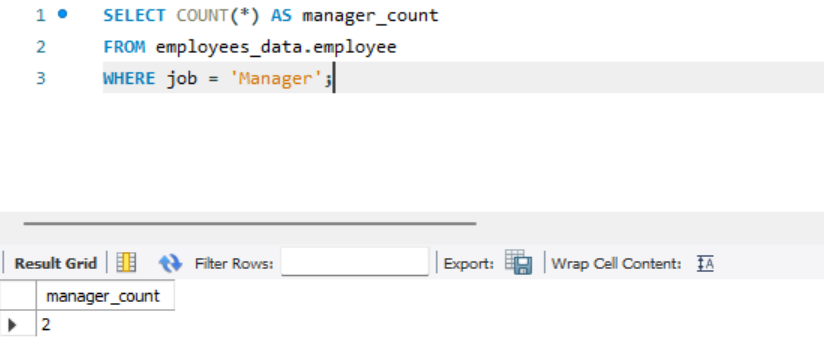 1 SELECT COUNT(*) AS manager_count
2 FROM employees_data.employee
3 WHERE job = 'Manager';
Result Grid Filter Rows: Export: Wrap Cell Content: IA
manager_count
2